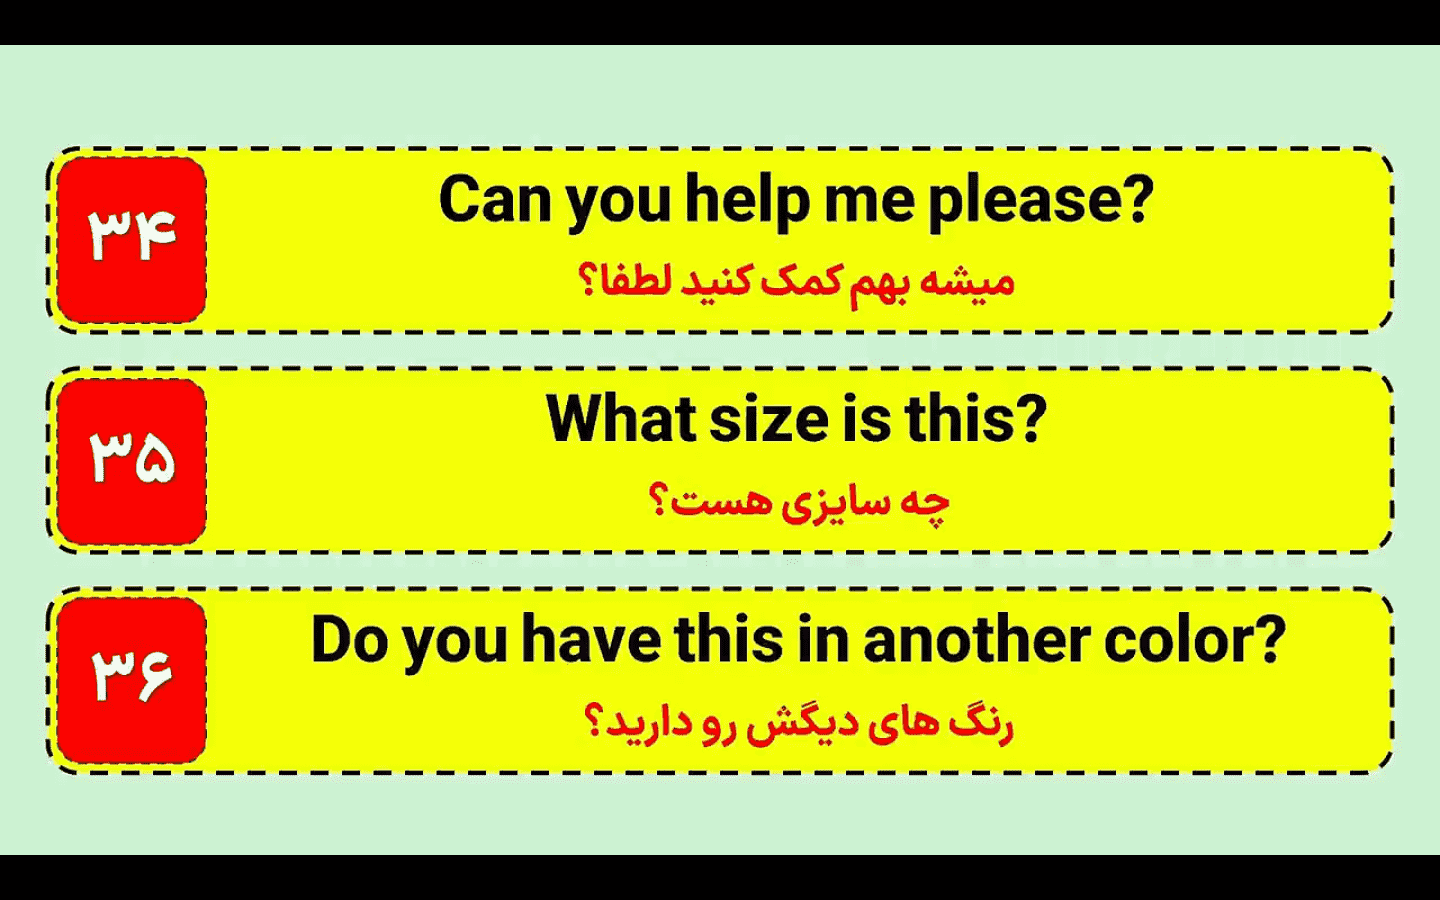 ۳۴
Can you help me please?
میشه بهم کمک کنید لطفا؟
۳۵
What size is this?
چه سایزی هست؟
۳۶
Do you have this in another color?
رنگ های دیگش رو دارید؟